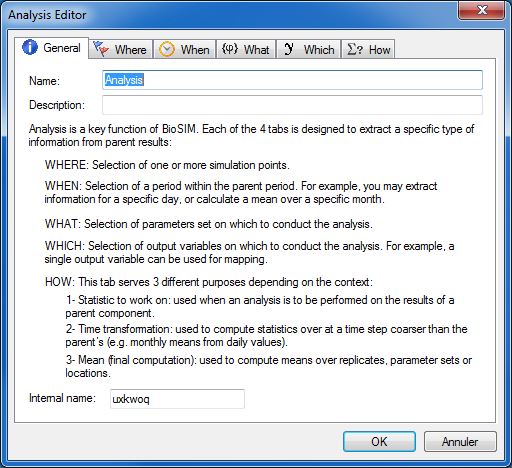 Analysis Editor
General Where When {φ} What y Which Σ? How
Name: Analysis
Description:
Analysis is a key function of BioSIM. Each of the 4 tabs is designed to extract a specific type of
information from parent results:
WHERE: Selection of one or more simulation points.
WHEN: Selection of a period within the parent period. For example, you may extract
information for a specific day, or calculate a mean over a specific month.
WHAT: Selection of parameters set on which to conduct the analysis.
WHICH: Selection of output variables on which to conduct the analysis. For example, a
single output variable can be used for mapping.
HOW: This tab serves 3 different purposes depending on the context:
1- Statistic to work on: used when an analysis is to be performed on the results of a
parent component.
2- Time transformation: used to compute statistics over at a time step coarser than the
parent's (e.g. monthly means from daily values).
3- Mean (final computation): used to compute means over replicates, parameter sets or
locations.
Internal name: uxkwoq
OK Annuler